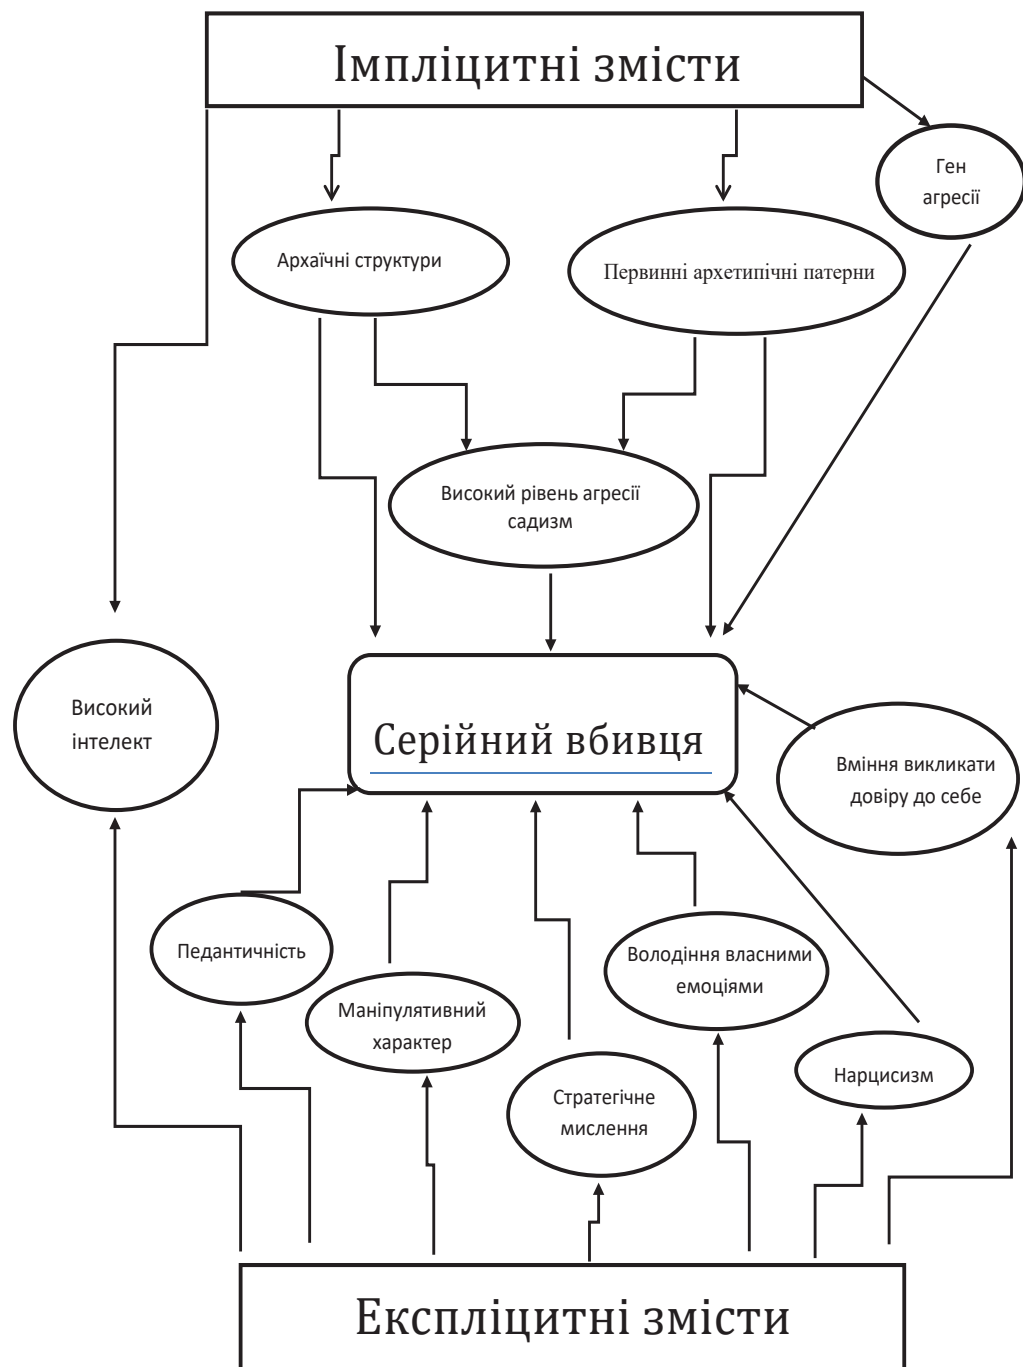 Імпліцитні змісти
Ген
агресії
Архаїчні структури
Первинні архетипічні патерни
Високий рівень агресії
садизм
Високий
інтелект
Серійний вбивця
Вміння викликати
довіру до себе
Педантичність
Володіння власними
емоціями
Маніпулятивний
характер
Нарцисизм
Стратегічне
мислення
Експліцитні змісти